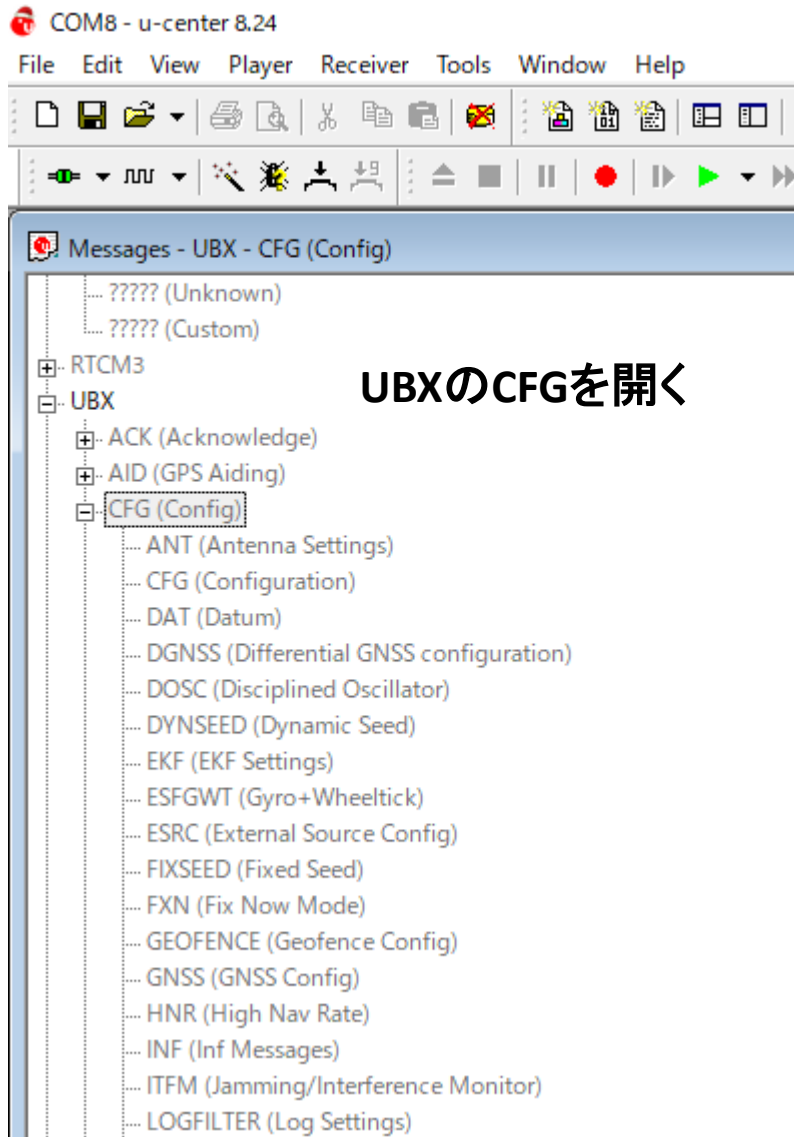 COM8 - u-center 8.24
File Edit View Player Receiver Tools Window Help
Messages - UBX - CFG (Config)
????? (Unknown)
????? (Custom)
RTCM3
UBXのCFGを開く
UBX
ACK (Acknowledge)
AID (GPS Aiding)
CFG (Config)
ANT (Antenna Settings)
CFG (Configuration)
DAT (Datum)
DGNSS (Differential GNSS configuration)
DOSC (Disciplined Oscillator)
DYNSEED (Dynamic Seed)
EKF (EKF Settings)
ESFGWT (Gyro+Wheeltick)
ESRC (External Source Config)
FIXSEED (Fixed Seed)
FXN (Fix Now Mode)
GEOFENCE (Geofence Config)
GNSS (GNSS Config)
HNR (High Nav Rate)
INF (Inf Messages)
ITFM (Jamming/Interference Monitor)
LOGFILTER (Log Settings)